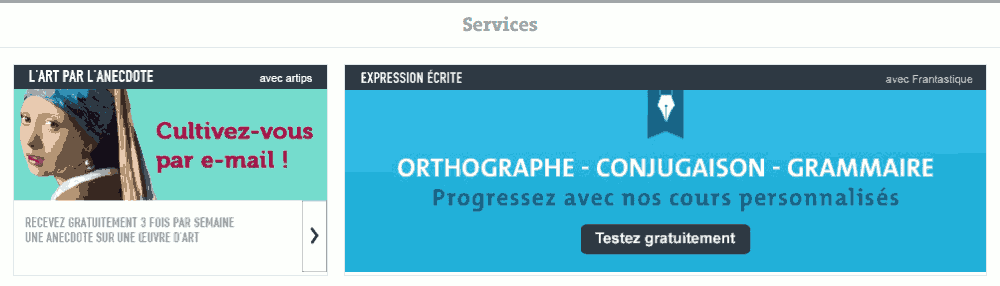 Services
L'ART PAR L'ANECDOTE avec artips
Cultivez-vous
par e-mail !
RECEVEZ GRATUITEMENT 3 FOIS PAR SEMAINE
UNE ANECDOTE SUR UNE ŒUVRE D'ART
EXPRESSION ÉCRITE avec Frantastique
ORTHOGRAPHE - CONJUGAISON - GRAMMAIRE
Progressez avec nos cours personnalisés
Testez gratuitement